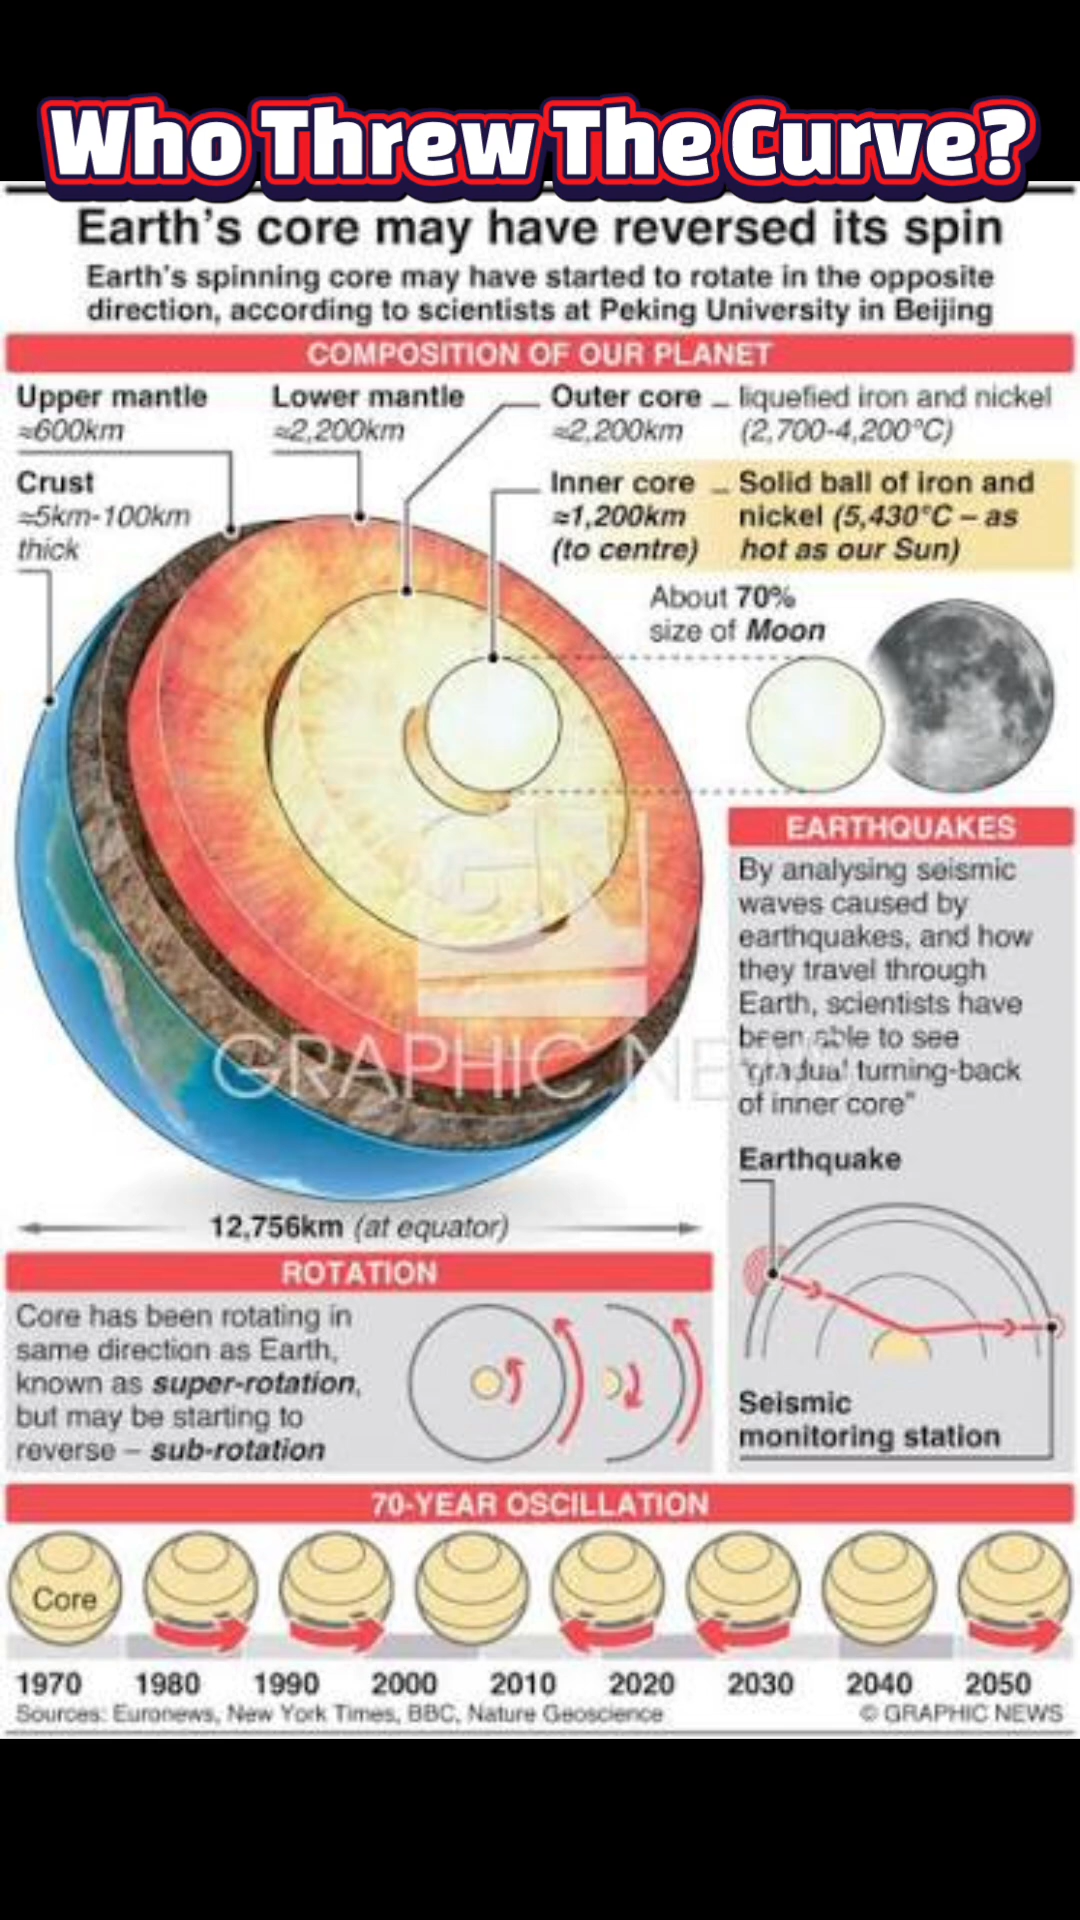 Who Threw The Curve?
Earth's core may have reversed its spin
Earth's spinning core may have started to rotate in the opposite
direction, according to scientists at Peking University in Beijing
COMPOSITION OF OUR PLANET
Upper mantle
≈600km
Lower mantle
≈2,200km
Outer core
≈2,200km
liquefied iron and nickel
(2,700-4,200°C)
Crust
≈5km-100km
thick
Inner core
≈1,200km
(to centre)
Solid ball of iron and
nickel (5,430°C – as
hot as our Sun)
About 70%
size of Moon
EARTHQUAKES
By analysing seismic
waves caused by
earthquakes, and how
they travel through
Earth, scientists have
been able to see
"gradual turning-back
of inner core"
Earthquake
Seismic
monitoring station
GN
GRAPHIC NEWS
12,756km (at equator)
ROTATION
Core has been rotating in
same direction as Earth,
known as super-rotation,
but may be starting to
reverse – sub-rotation
70-YEAR OSCILLATION
Core
1970 1980 1990 2000 2010 2020 2030 2040 2050
Sources: Euronews, New York Times, BBC, Nature Geoscience
© GRAPHIC NEWS